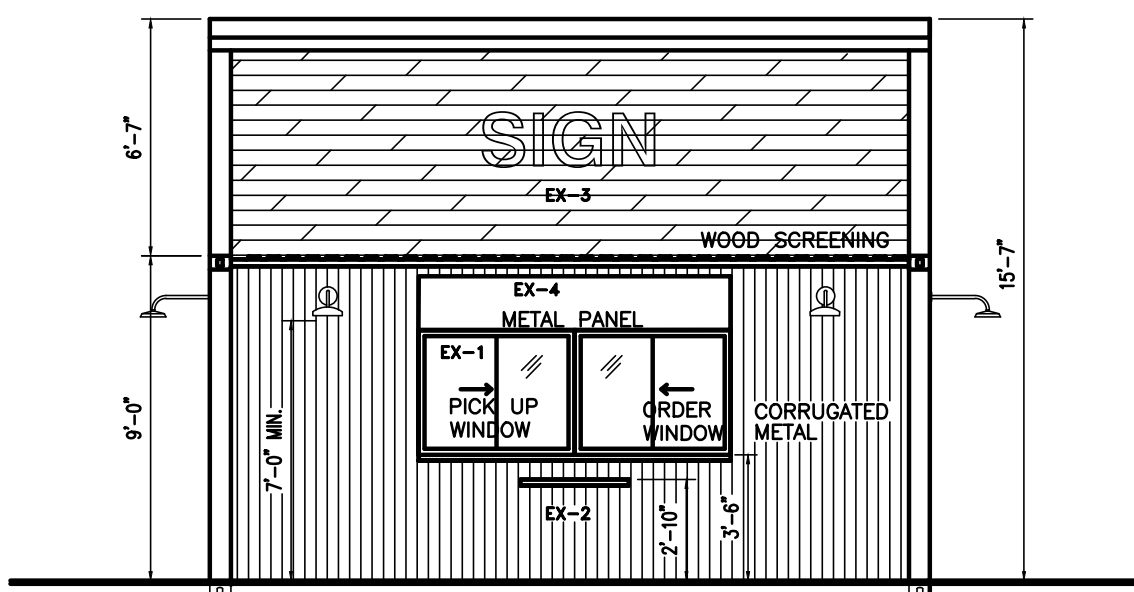 6'-7"
SIGN
EX-3
WOOD SCREENING
15'-7"
EX-4
METAL PANEL
EX-1
PICK UP
WINDOW
ORDER
WINDOW
CORRUGATED
METAL
9'-0"
7'-0" MIN.
EX-2
2'-10"
3'-6"